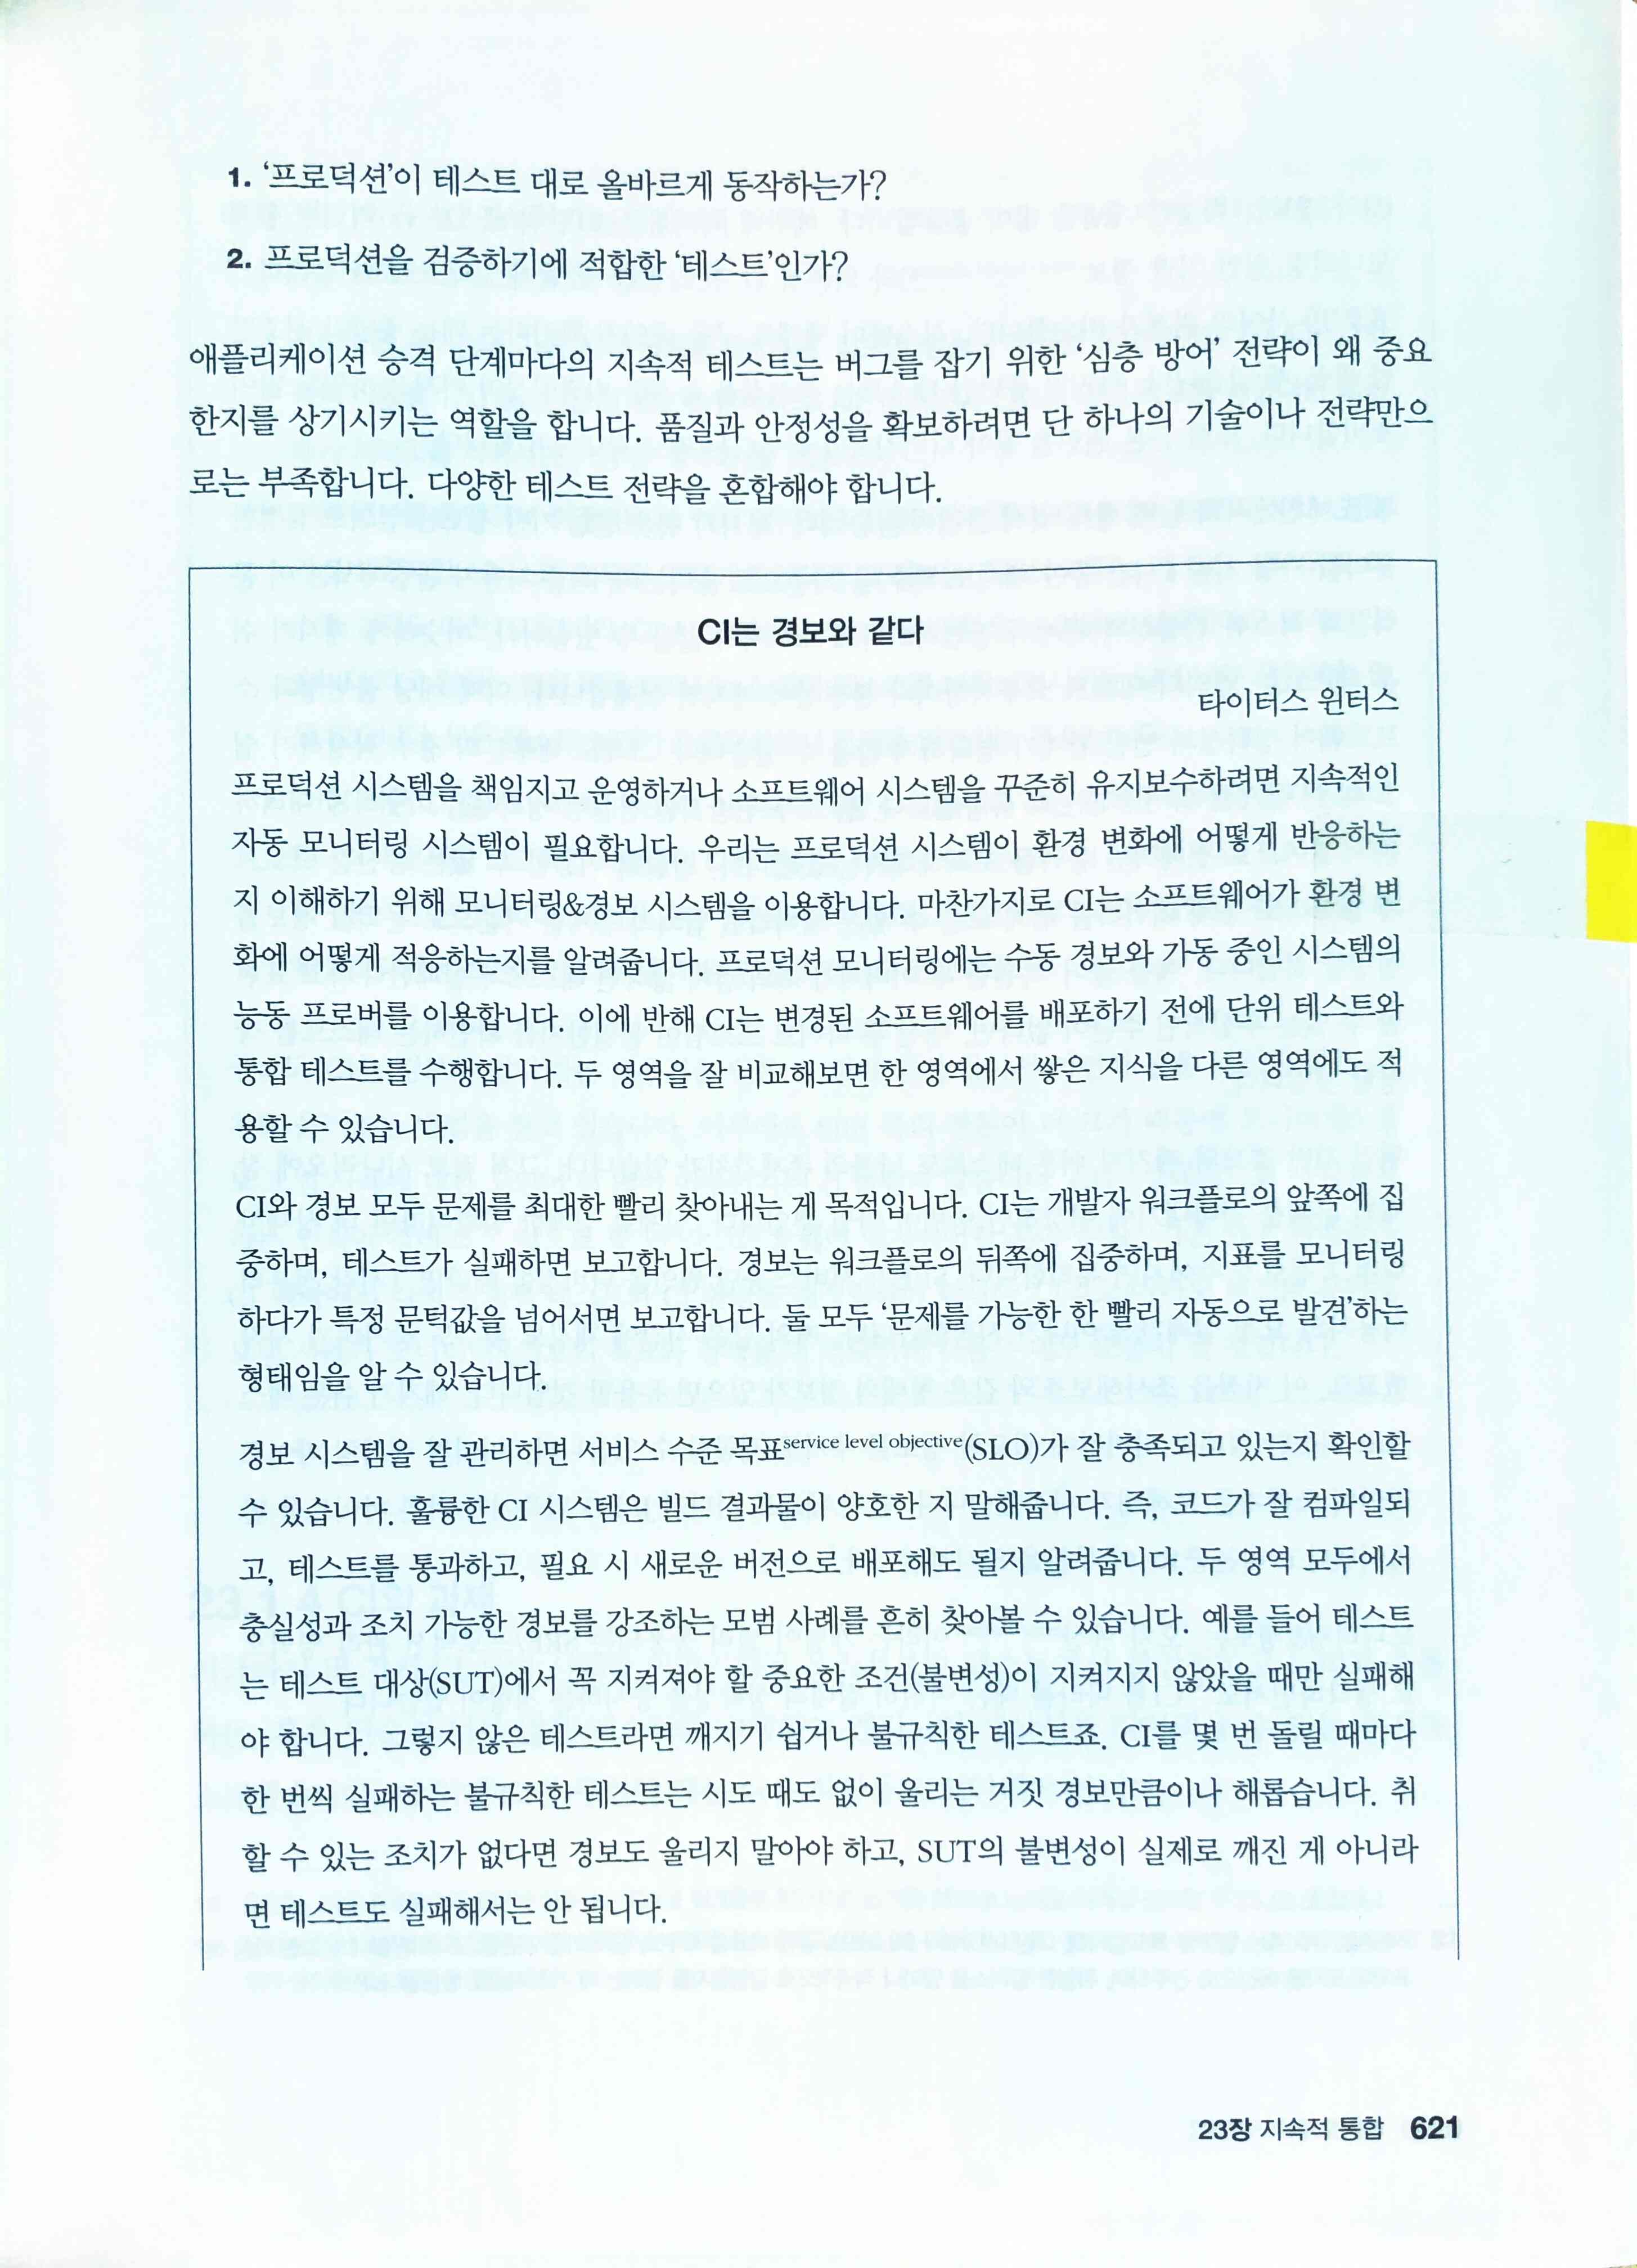 1. ‘프로덕션’이 테스트 대로 올바르게 동작하는가?
2. 프로덕션을 검증하기에 적합한 ‘테스트’인가?
애플리케이션 승격 단계마다의 지속적 테스트는 버그를 잡기 위한 ‘심층 방어’ 전략이 왜 중요
한지를 상기시키는 역할을 합니다. 품질과 안정성을 확보하려면 단 하나의 기술이나 전략만으
로는 부족합니다. 다양한 테스트 전략을 혼합해야 합니다.
CI는 경보와 같다
타이터스 윈터스
프로덕션 시스템을 책임지고 운영하거나 소프트웨어 시스템을 꾸준히 유지보수하려면 지속적인
자동 모니터링 시스템이 필요합니다. 우리는 프로덕션 시스템이 환경 변화에 어떻게 반응하는
지 이해하기 위해 모니터링&경보 시스템을 이용합니다. 마찬가지로 CI는 소프트웨어가 환경 변
화에 어떻게 적응하는지를 알려줍니다. 프로덕션 모니터링에는 수동 경보와 가동 중인 시스템의
능동 프로버를 이용합니다. 이에 반해 CI는 변경된 소프트웨어를 배포하기 전에 단위 테스트와
통합 테스트를 수행합니다. 두 영역을 잘 비교해보면 한 영역에서 쌓은 지식을 다른 영역에도 적
용할 수 있습니다.
CI와 경보 모두 문제를 최대한 빨리 찾아내는 게 목적입니다. CI는 개발자 워크플로의 앞쪽에 집
중하며, 테스트가 실패하면 보고합니다. 경보는 워크플로의 뒤쪽에 집중하며, 지표를 모니터링
하다가 특정 문턱값을 넘어서면 보고합니다. 둘 모두 ‘문제를 가능한 한 빨리 자동으로 발견’하는
형태임을 알 수 있습니다.
경보 시스템을 잘 관리하면 서비스 수준 목표service level objective(SLO)가 잘 충족되고 있는지 확인할
수 있습니다. 훌륭한 CI 시스템은 빌드 결과물이 양호한 지 말해줍니다. 즉, 코드가 잘 컴파일되
고, 테스트를 통과하고, 필요 시 새로운 버전으로 배포해도 될지 알려줍니다. 두 영역 모두에서
충실성과 조치 가능한 경보를 강조하는 모범 사례를 흔히 찾아볼 수 있습니다. 예를 들어 테스트
는 테스트 대상(SUT)에서 꼭 지켜져야 할 중요한 조건(불변성)이 지켜지지 않았을 때만 실패해
야 합니다. 그렇지 않은 테스트라면 깨지기 쉽거나 불규칙한 테스트죠. CI를 몇 번 돌릴 때마다
한 번씩 실패하는 불규칙한 테스트는 시도 때도 없이 울리는 거짓 경보만큼이나 해롭습니다. 취
할 수 있는 조치가 없다면 경보도 울리지 말아야 하고, SUT의 불변성이 실제로 깨진 게 아니라
면 테스트도 실패해서는 안 됩니다.
23장 지속적 통합 621